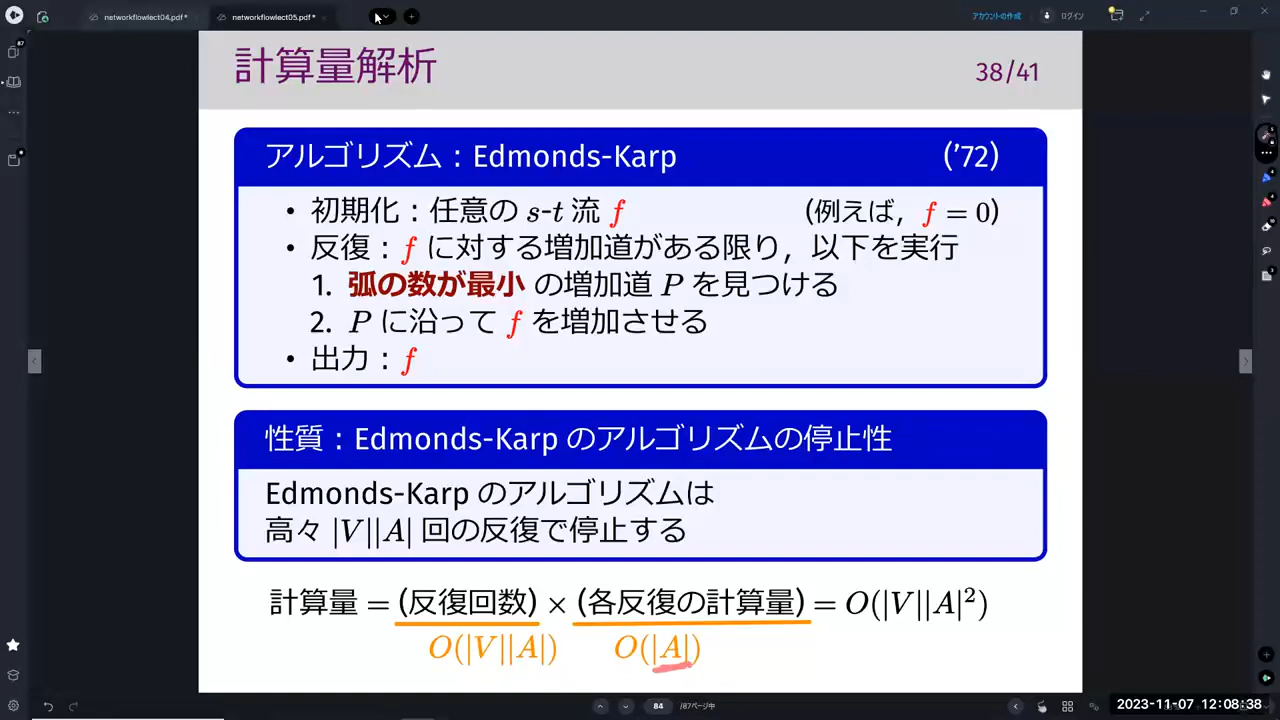 networkflowlect04.pdf*
networkflowlect05.pdf*
アカウントの作成
ログイン
計算量解析
38/41
アルゴリズム：Edmonds-Karp ('72)
• 初期化：任意の s-t 流 f (例えば，f = 0)
• 反復：f に対する増加道がある限り，以下を実行
1. 弧の数が最小 の増加道 P を見つける
2. P に沿って f を増加させる
• 出力：f
性質：Edmonds-Karp のアルゴリズムの停止性
Edmonds-Karp のアルゴリズムは
高々 |V||A| 回の反復で停止する
計算量 = (反復回数) × (各反復の計算量) = O(|V||A|²)
O(|V||A|) O(|A|)
84 /87ページ中
2023-11-07 12:08:38